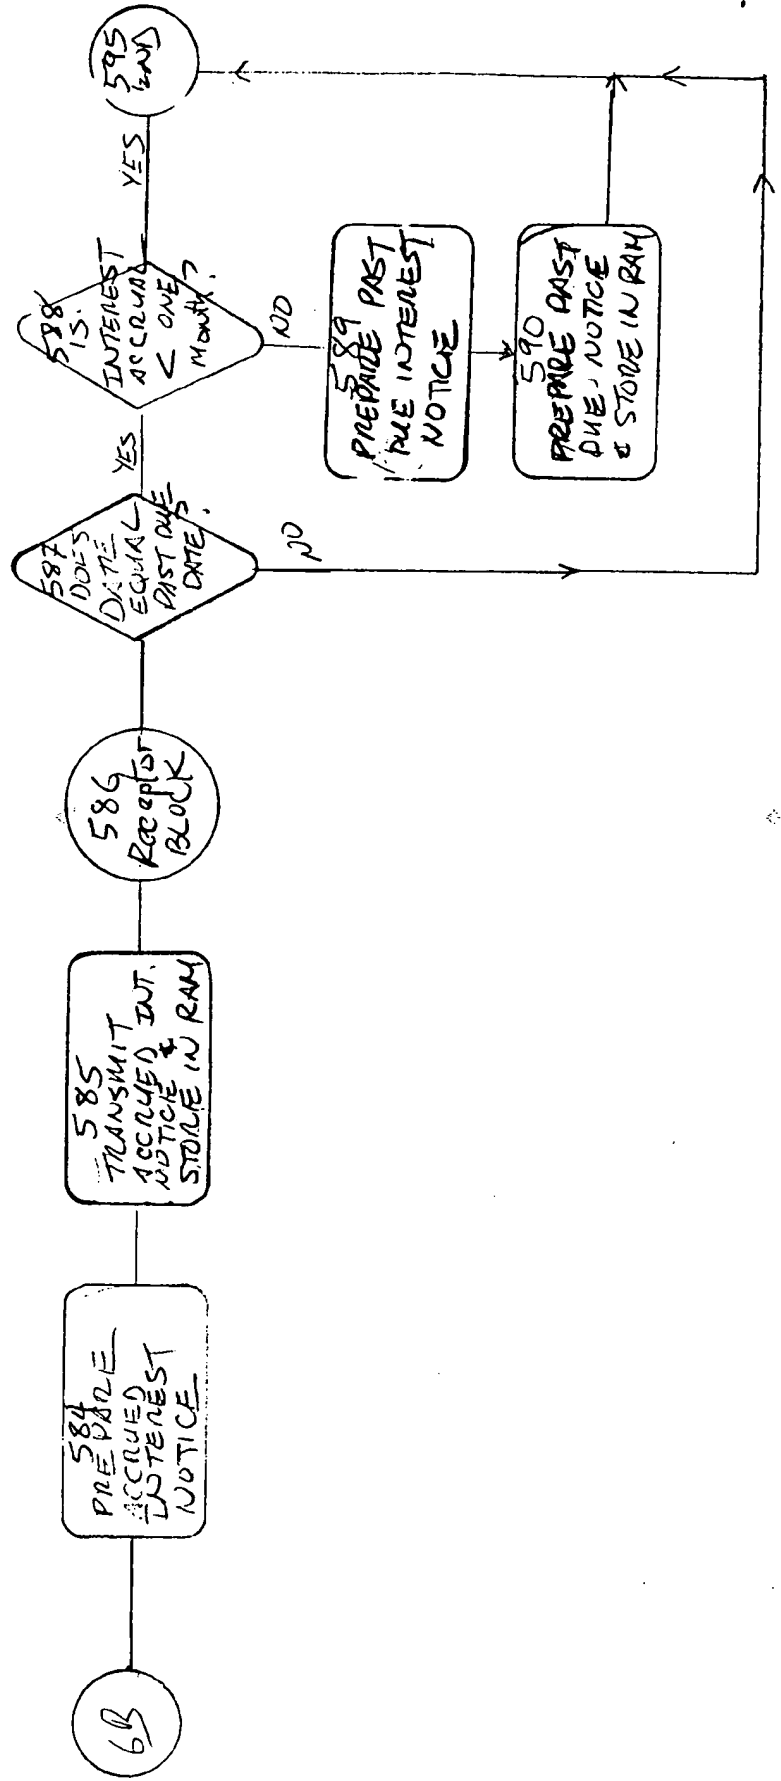 6B
584
PREPARE
ACCRUED
INTEREST
NOTICE
585
TRANSMIT
ACCRUED INT.
NOTICE &
STORE IN RAM
586
Receptor
BLOCK
587
DOES
DATE
EQUAL
PAST DUE
DATE?
YES
NO
588
IS
INTEREST
ACCRUAL
< ONE
Month?
YES
NO
589
PREPARE PAST
DUE INTEREST
NOTICE
590
PREPARE PAST
DUE NOTICE
& STORE IN RAM
595
END